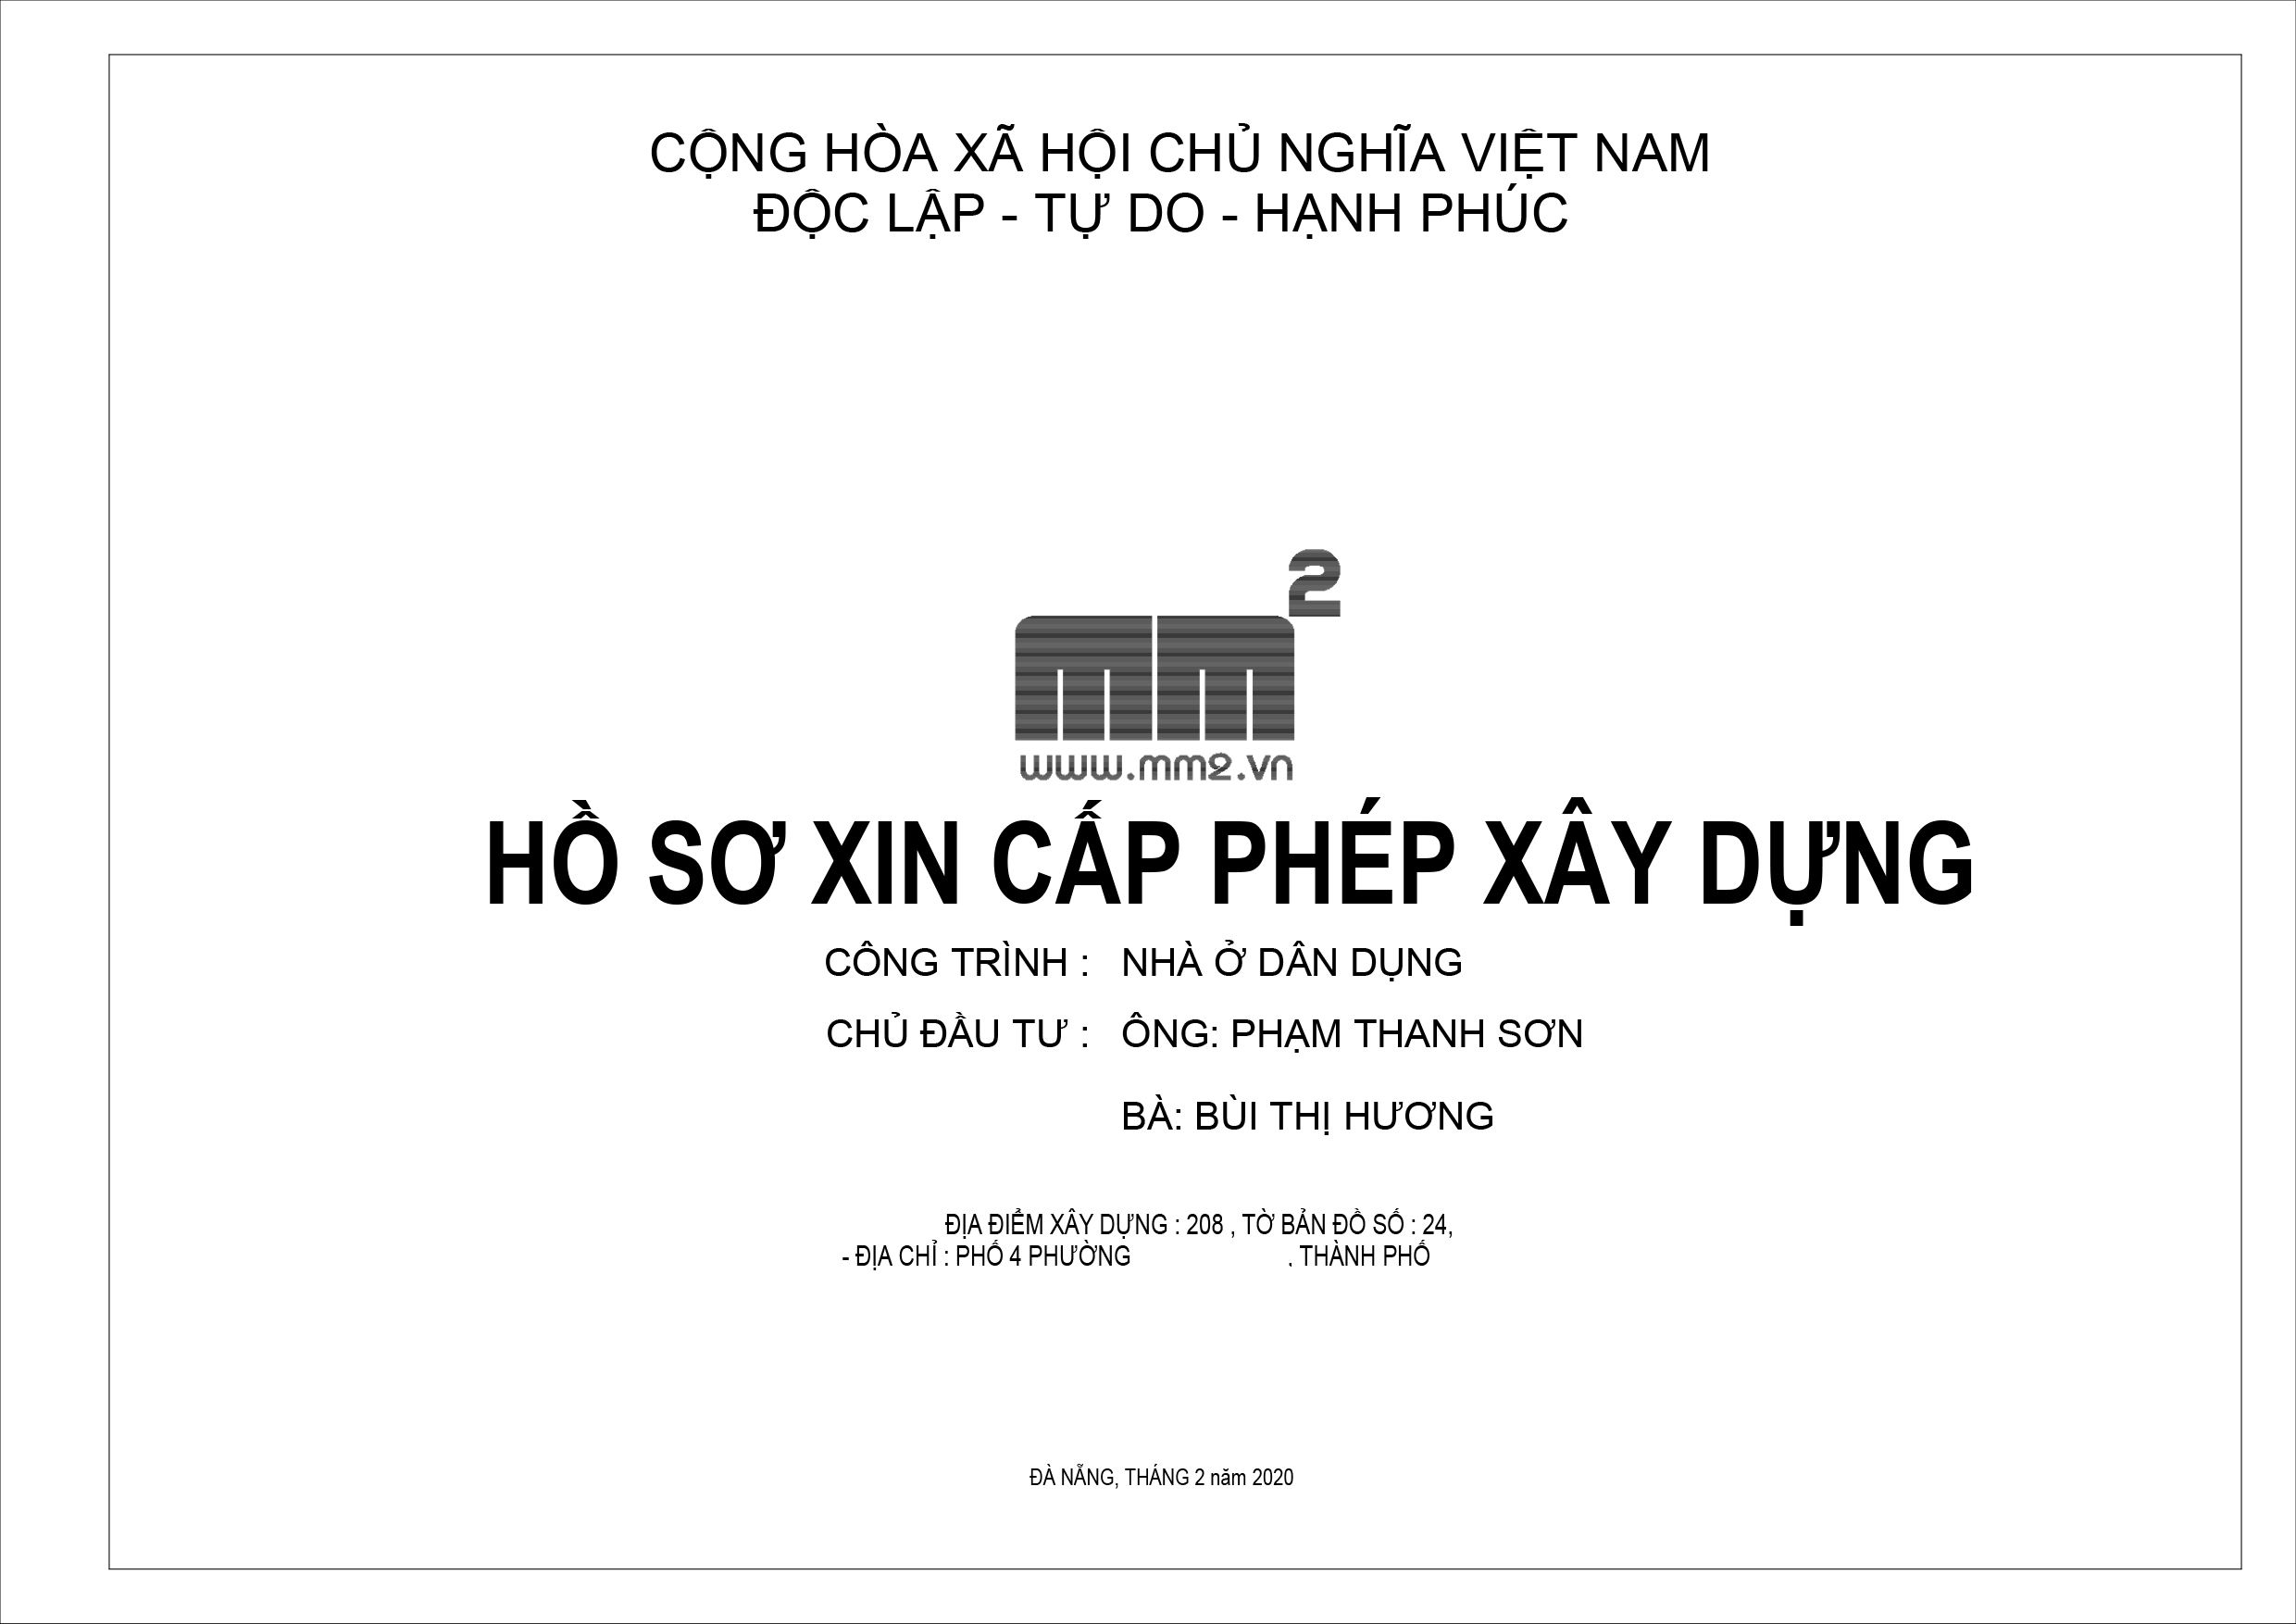 CỘNG HÒA XÃ HỘI CHỦ NGHĨA VIỆT NAM
ĐỘC LẬP - TỰ DO - HẠNH PHÚC
mm2
www.mm2.vn
HỒ SƠ XIN CẤP PHÉP XÂY DỰNG
CÔNG TRÌNH : NHÀ Ở DÂN DỤNG
CHỦ ĐẦU TƯ : ÔNG: PHẠM THANH SƠN
BÀ: BÙI THỊ HƯƠNG
ĐỊA ĐIỂM XÂY DỰNG : 208 , TỜ BẢN ĐỒ SỐ : 24,
- ĐỊA CHỈ : PHỐ 4 PHƯỜNG , THÀNH PHỐ
ĐÀ NẴNG, THÁNG 2 năm 2020